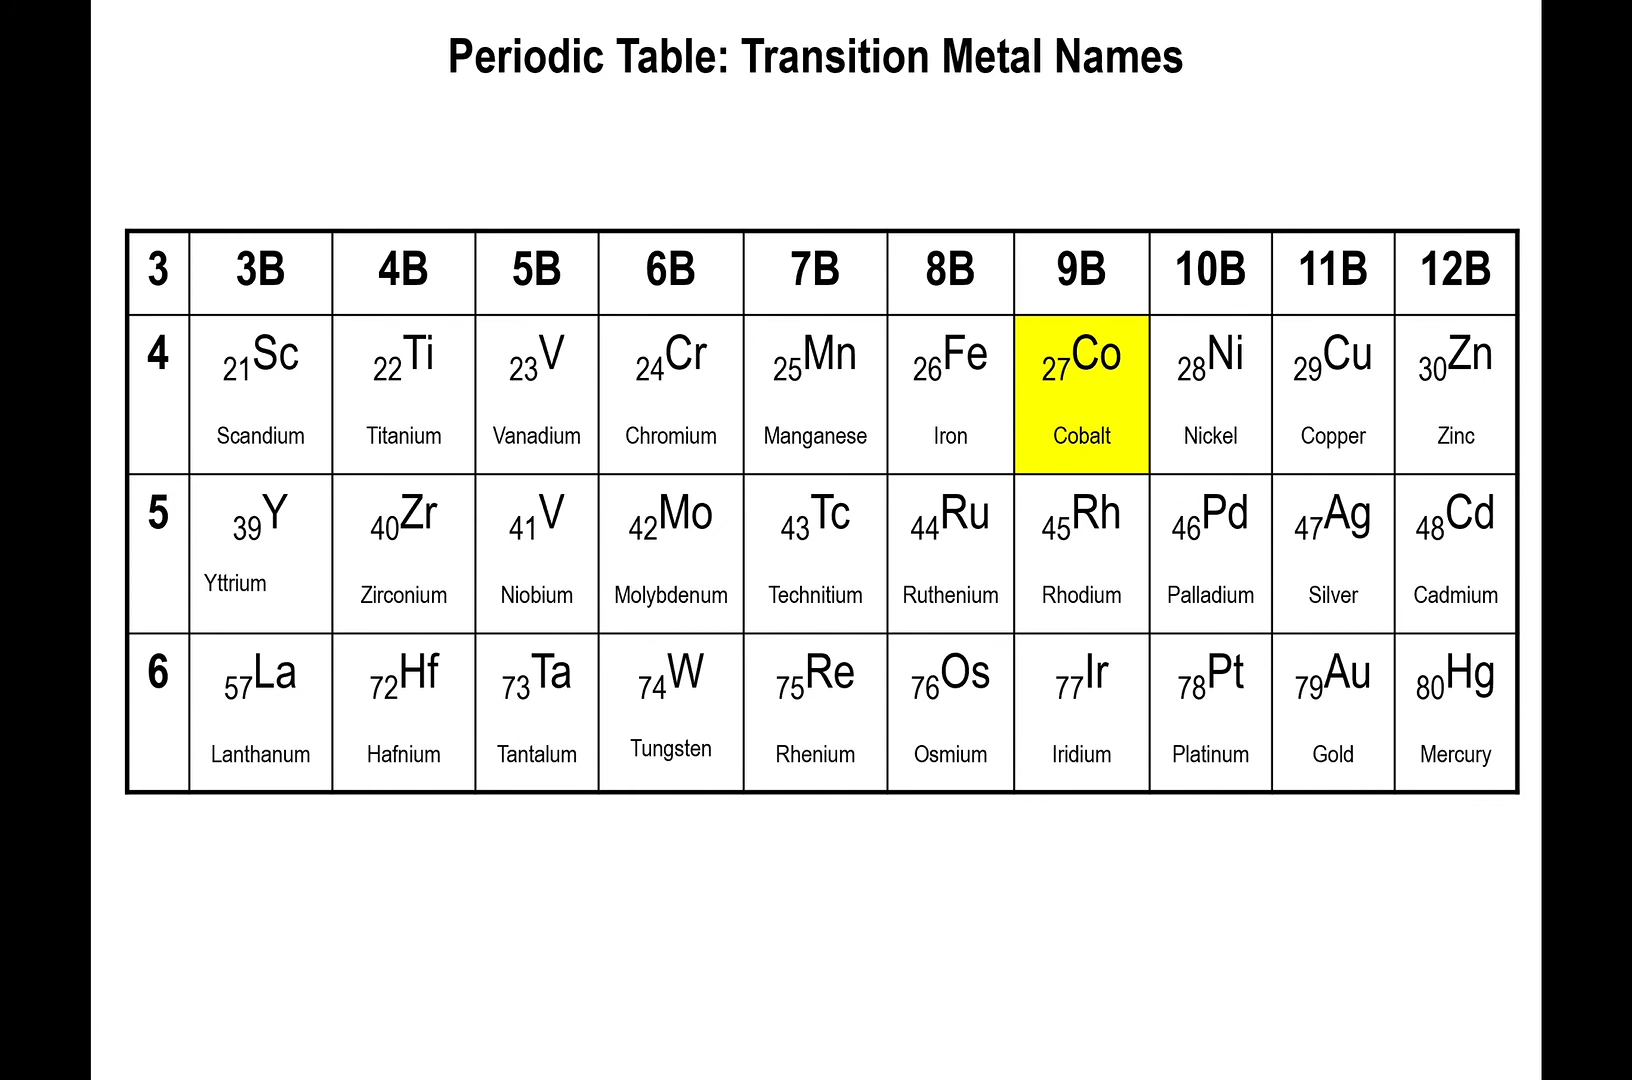 Periodic Table: Transition Metal Names
3 3B 4B 5B 6B 7B 8B 9B 10B 11B 12B
4 21Sc 22Ti 23V 24Cr 25Mn 26Fe 27Co 28Ni 29Cu 30Zn
Scandium Titanium Vanadium Chromium Manganese Iron Cobalt Nickel Copper Zinc
5 39Y 40Zr 41V 42Mo 43Tc 44Ru 45Rh 46Pd 47Ag 48Cd
Yttrium Zirconium Niobium Molybdenum Technitium Ruthenium Rhodium Palladium Silver Cadmium
6 57La 72Hf 73Ta 74W 75Re 76Os 77Ir 78Pt 79Au 80Hg
Lanthanum Hafnium Tantalum Tungsten Rhenium Osmium Iridium Platinum Gold Mercury